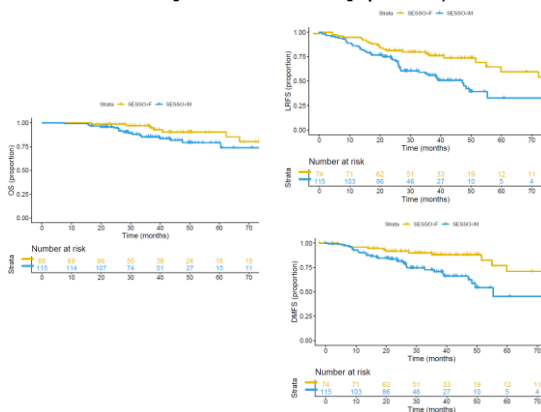 Strata SESSO=F SESSO=M
OS (proportion)
1.00
0.75
0.50
0.25
0.00
0 10 20 30 40 50 60 70
Time (months)
Number at risk
Strata
69 69 66 55 38 24 18 15
115 114 107 74 51 27 15 11
0 10 20 30 40 50 60 70
Strata SESSO=F SESSO=M
LRFS (proportion)
1.00
0.75
0.50
0.25
0.00
0 10 20 30 40 50 60 70
Time (months)
Number at risk
Strata
74 71 62 51 33 19 12 11
115 103 86 46 27 10 5 4
0 10 20 30 40 50 60 70
Time (months)
Strata SESSO=F SESSO=M
DMFS (proportion)
1.00
0.75
0.50
0.25
0.00
0 10 20 30 40 50 60 70
Time (months)
Number at risk
Strata
74 71 62 51 33 19 12 11
115 103 86 46 27 10 5 4
0 10 20 30 40 50 60 70
Time (months)